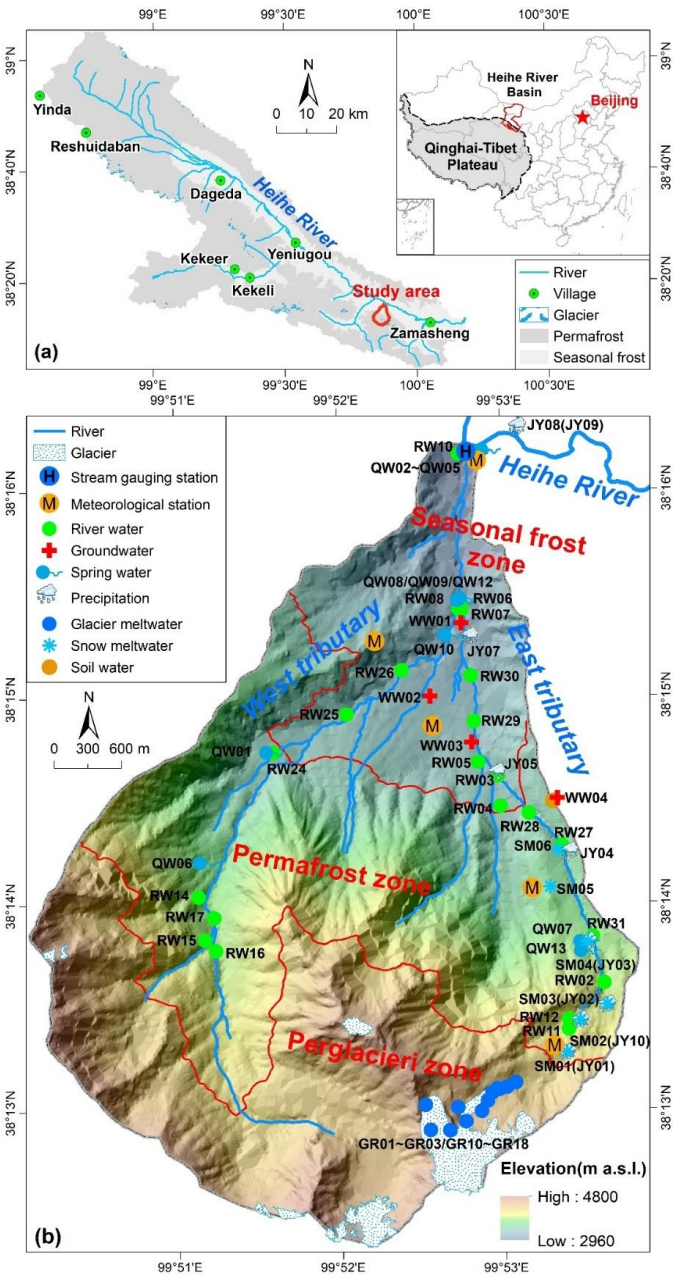 99°E
99°30'E
100°E
100°30'E
39°N
38°40'N
38°20'N
39°N
38°40'N
38°20'N
N
0 10 20 km
Yinda
Reshuidaban
Dageda
Heihe River
Kekeer
Kekeli
Yeniugou
Study area
Zamasheng
(a)
Heihe River
Basin
Beijing
Qinghai-Tibet
Plateau
River
Village
Glacier
Permafrost
Seasonal frost
99°E
99°30'E
100°E
100°30'E
99°51'E
99°52'E
99°53'E
River
Glacier
H Stream gauging station
M Meteorological station
River water
Groundwater
Spring water
Precipitation
Glacier meltwater
Snow meltwater
Soil water
N
0 300 600 m
38°16'N
38°15'N
38°14'N
38°13'N
38°16'N
38°15'N
38°14'N
38°13'N
JY08(JY09)
RW10
H
M
QW02~QW05
Heihe River
Seasonal frost
zone
QW08/QW09/QW12
RW08
RW06
RW07
WW01
QW10
JY07
M
West tributary
East tributary
RW26
RW30
WW02
RW25
RW29
M
WW03
QW01
RW24
RW05
JY05
RW03
WW04
RW04
RW28
RW27
SM06
JY04
Permafrost zone
QW06
M
SM05
RW14
RW17
RW15
RW16
QW07
RW31
QW13
SM04(JY03)
RW02
SM03(JY02)
RW12
RW11
M
SM02(JY10)
SM01(JY01)
Perglacieri zone
GR01~GR03/GR10~GR18
Elevation(m a.s.l.)
High : 4800
Low : 2960
(b)
99°51'E
99°52'E
99°53'E